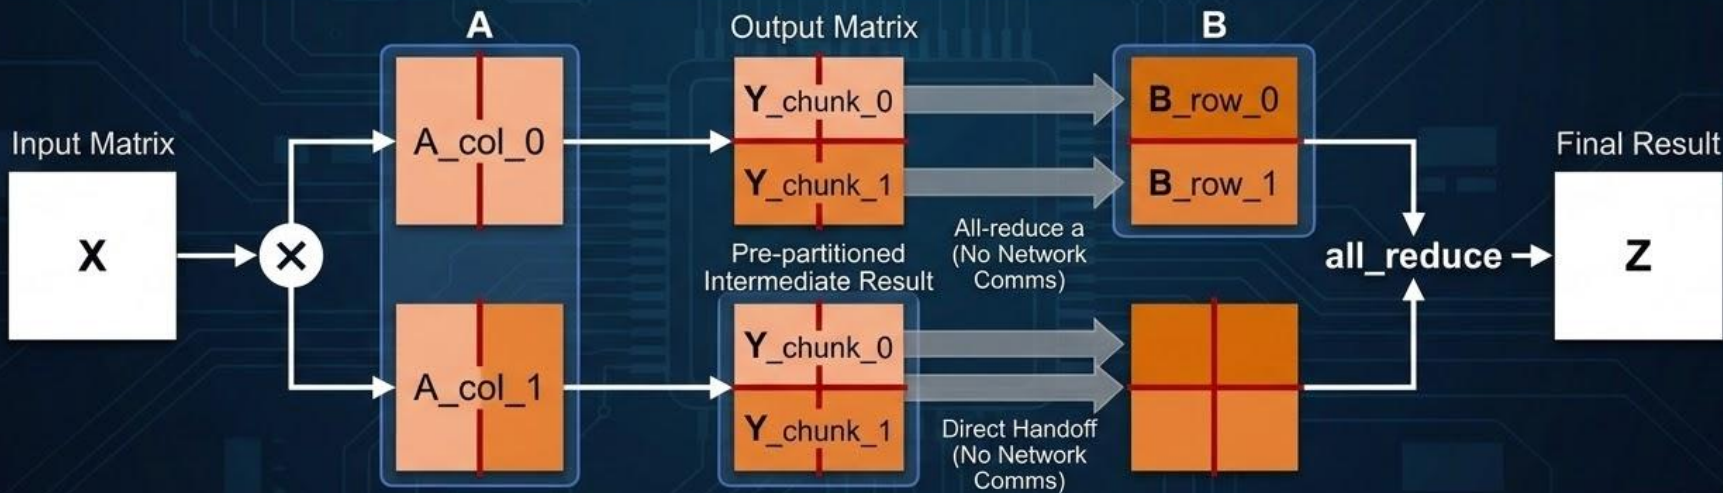 Input Matrix
X
×
A
A_col_0
A_col_1
Output Matrix
Y_chunk_0
Y_chunk_1
Pre-partitioned
Intermediate Result
Y_chunk_0
Y_chunk_1
All-reduce a
(No Network
Comms)
Direct Handoff
(No Network
Comms)
B
B_row_0
B_row_1
all_reduce
Final Result
Z